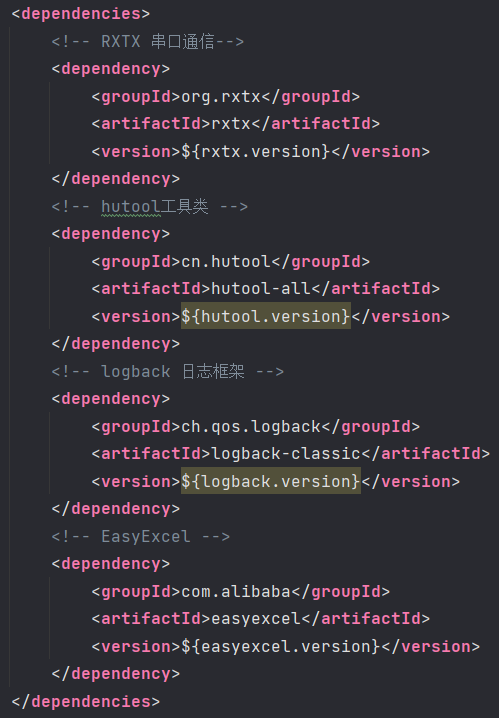 <dependencies>
    <!-- RXTX 串口通信-->
    <dependency>
        <groupId>org.rxtx</groupId>
        <artifactId>rxtx</artifactId>
        <version>${rxtx.version}</version>
    </dependency>
    <!-- hutool工具类 -->
    <dependency>
        <groupId>cn.hutool</groupId>
        <artifactId>hutool-all</artifactId>
        <version>${hutool.version}</version>
    </dependency>
    <!-- logback 日志框架 -->
    <dependency>
        <groupId>ch.qos.logback</groupId>
        <artifactId>logback-classic</artifactId>
        <version>${logback.version}</version>
    </dependency>
    <!-- EasyExcel -->
    <dependency>
        <groupId>com.alibaba</groupId>
        <artifactId>easyexcel</artifactId>
        <version>${easyexcel.version}</version>
    </dependency>
</dependencies>